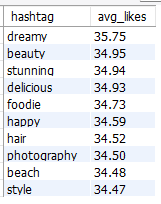 hashtag avg_likes
dreamy 35.75
beauty 34.95
stunning 34.94
delicious 34.93
foodie 34.73
happy 34.59
hair 34.52
photography 34.50
beach 34.48
style 34.47